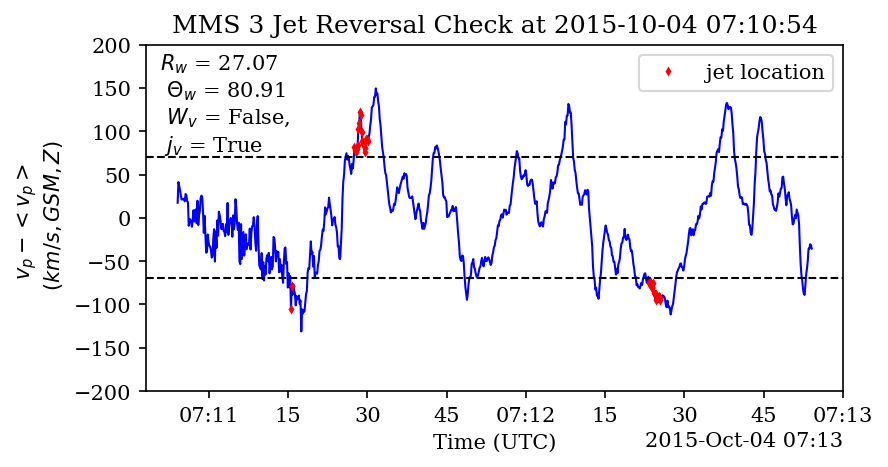 MMS 3 Jet Reversal Check at 2015-10-04 07:10:54
R_w = 27.07
Θ_w = 80.91
W_v = False,
j_v = True
jet location
v_p − < v_p >
(km/s, GSM, Z)
200
150
100
50
0
−50
−100
−150
−200
07:11 15 30 45 07:12 15 30 45 07:13
Time (UTC)
2015-Oct-04 07:13